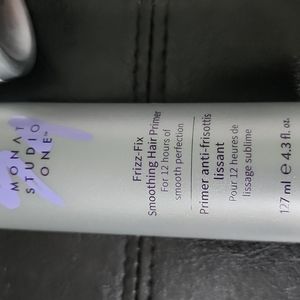 MONAT
STUDIO
ONE™
Frizz-Fix
Smoothing Hair Primer
For 12 hours of
smooth perfection
Primer anti-frisottis
lissant
Pour 12 heures de
lissage sublime
127 ml ℮ 4.3 fl. oz